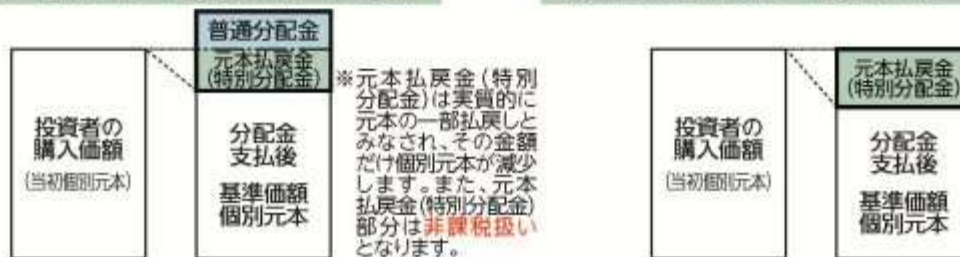 普通分配金
元本払戻金
(特別分配金)
投資者の
購入価額
(当初個別元本)
分配金
支払後
基準価額
個別元本
※元本払戻金(特別
分配金)は実質的に
元本の一部払戻しと
みなされ、その金額
だけ個別元本が減少
します。また、元本
払戻金(特別分配金)
部分は非課税扱い
となります。
投資者の
購入価額
(当初個別元本)
元本払戻金
(特別分配金)
分配金
支払後
基準価額
個別元本